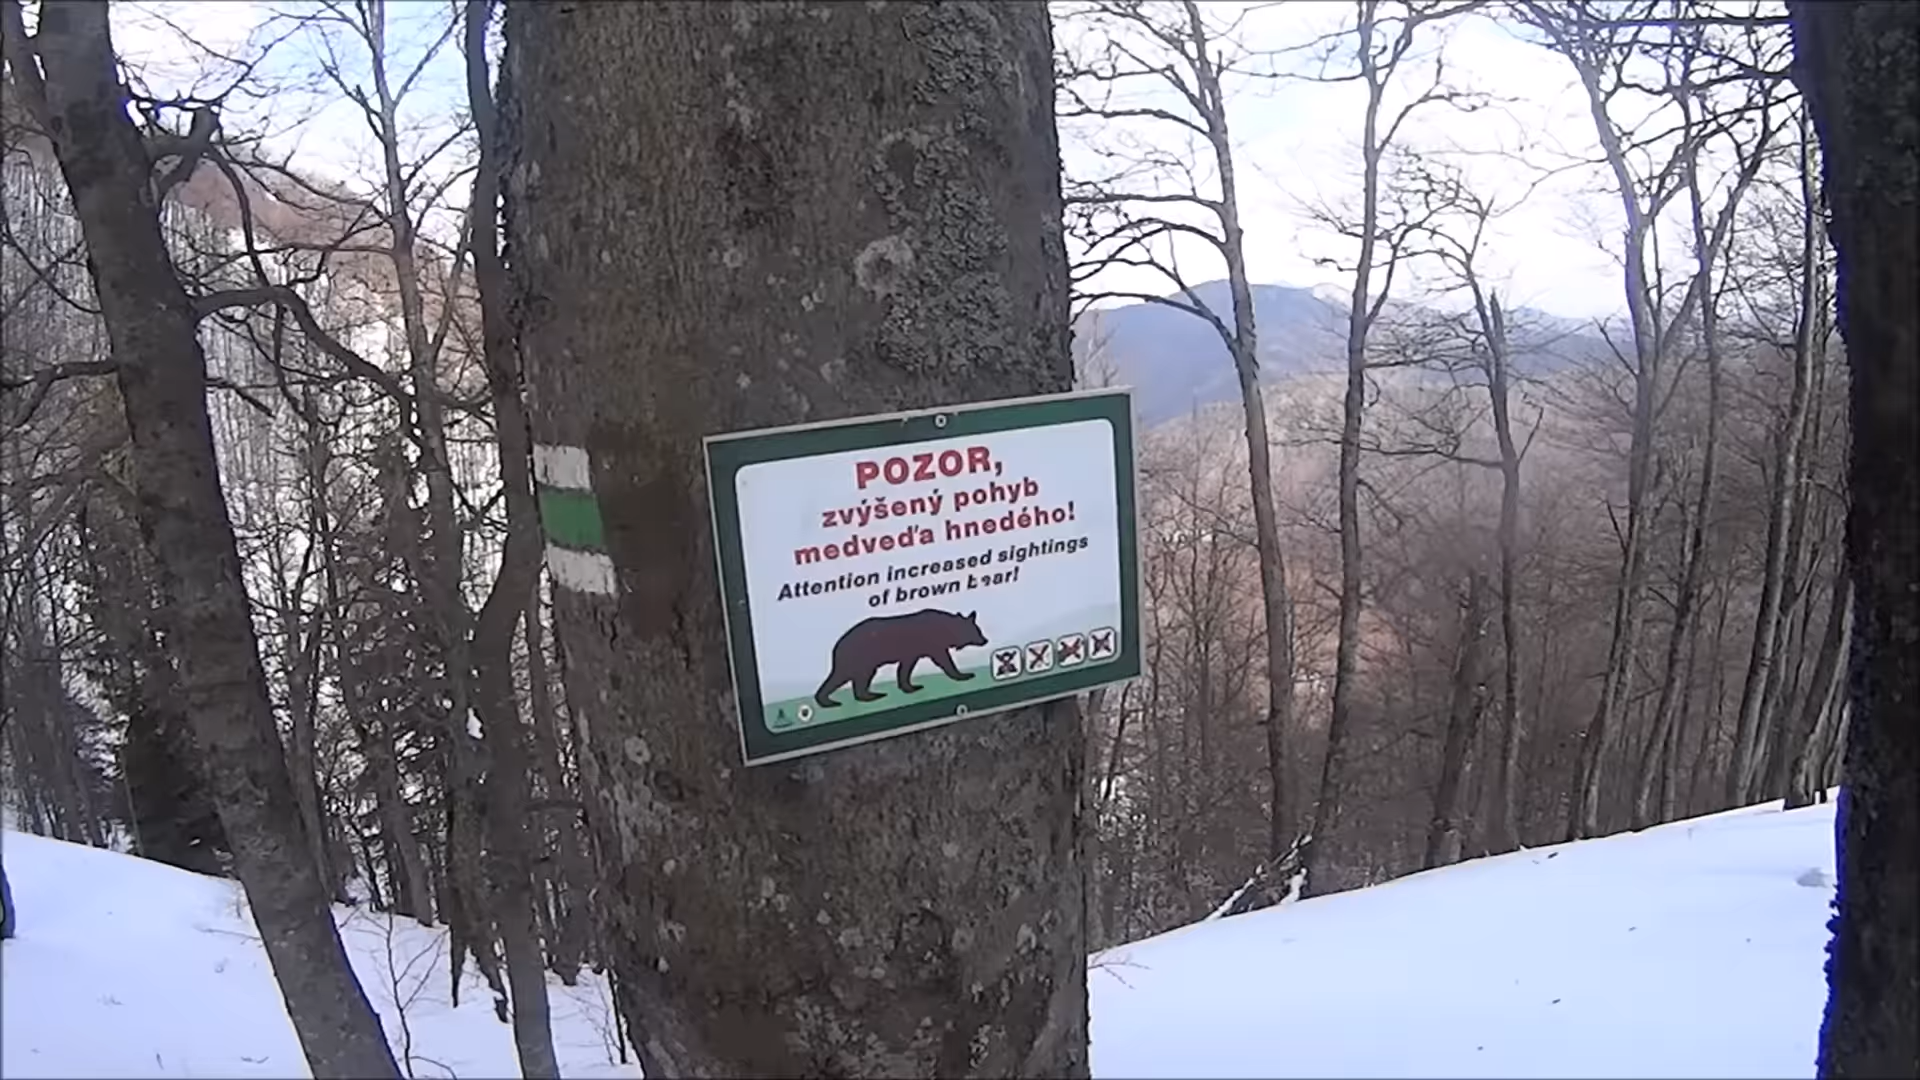 POZOR,
zvýšený pohyb
medveďa hnedého!
Attention increased sightings
of brown bear!